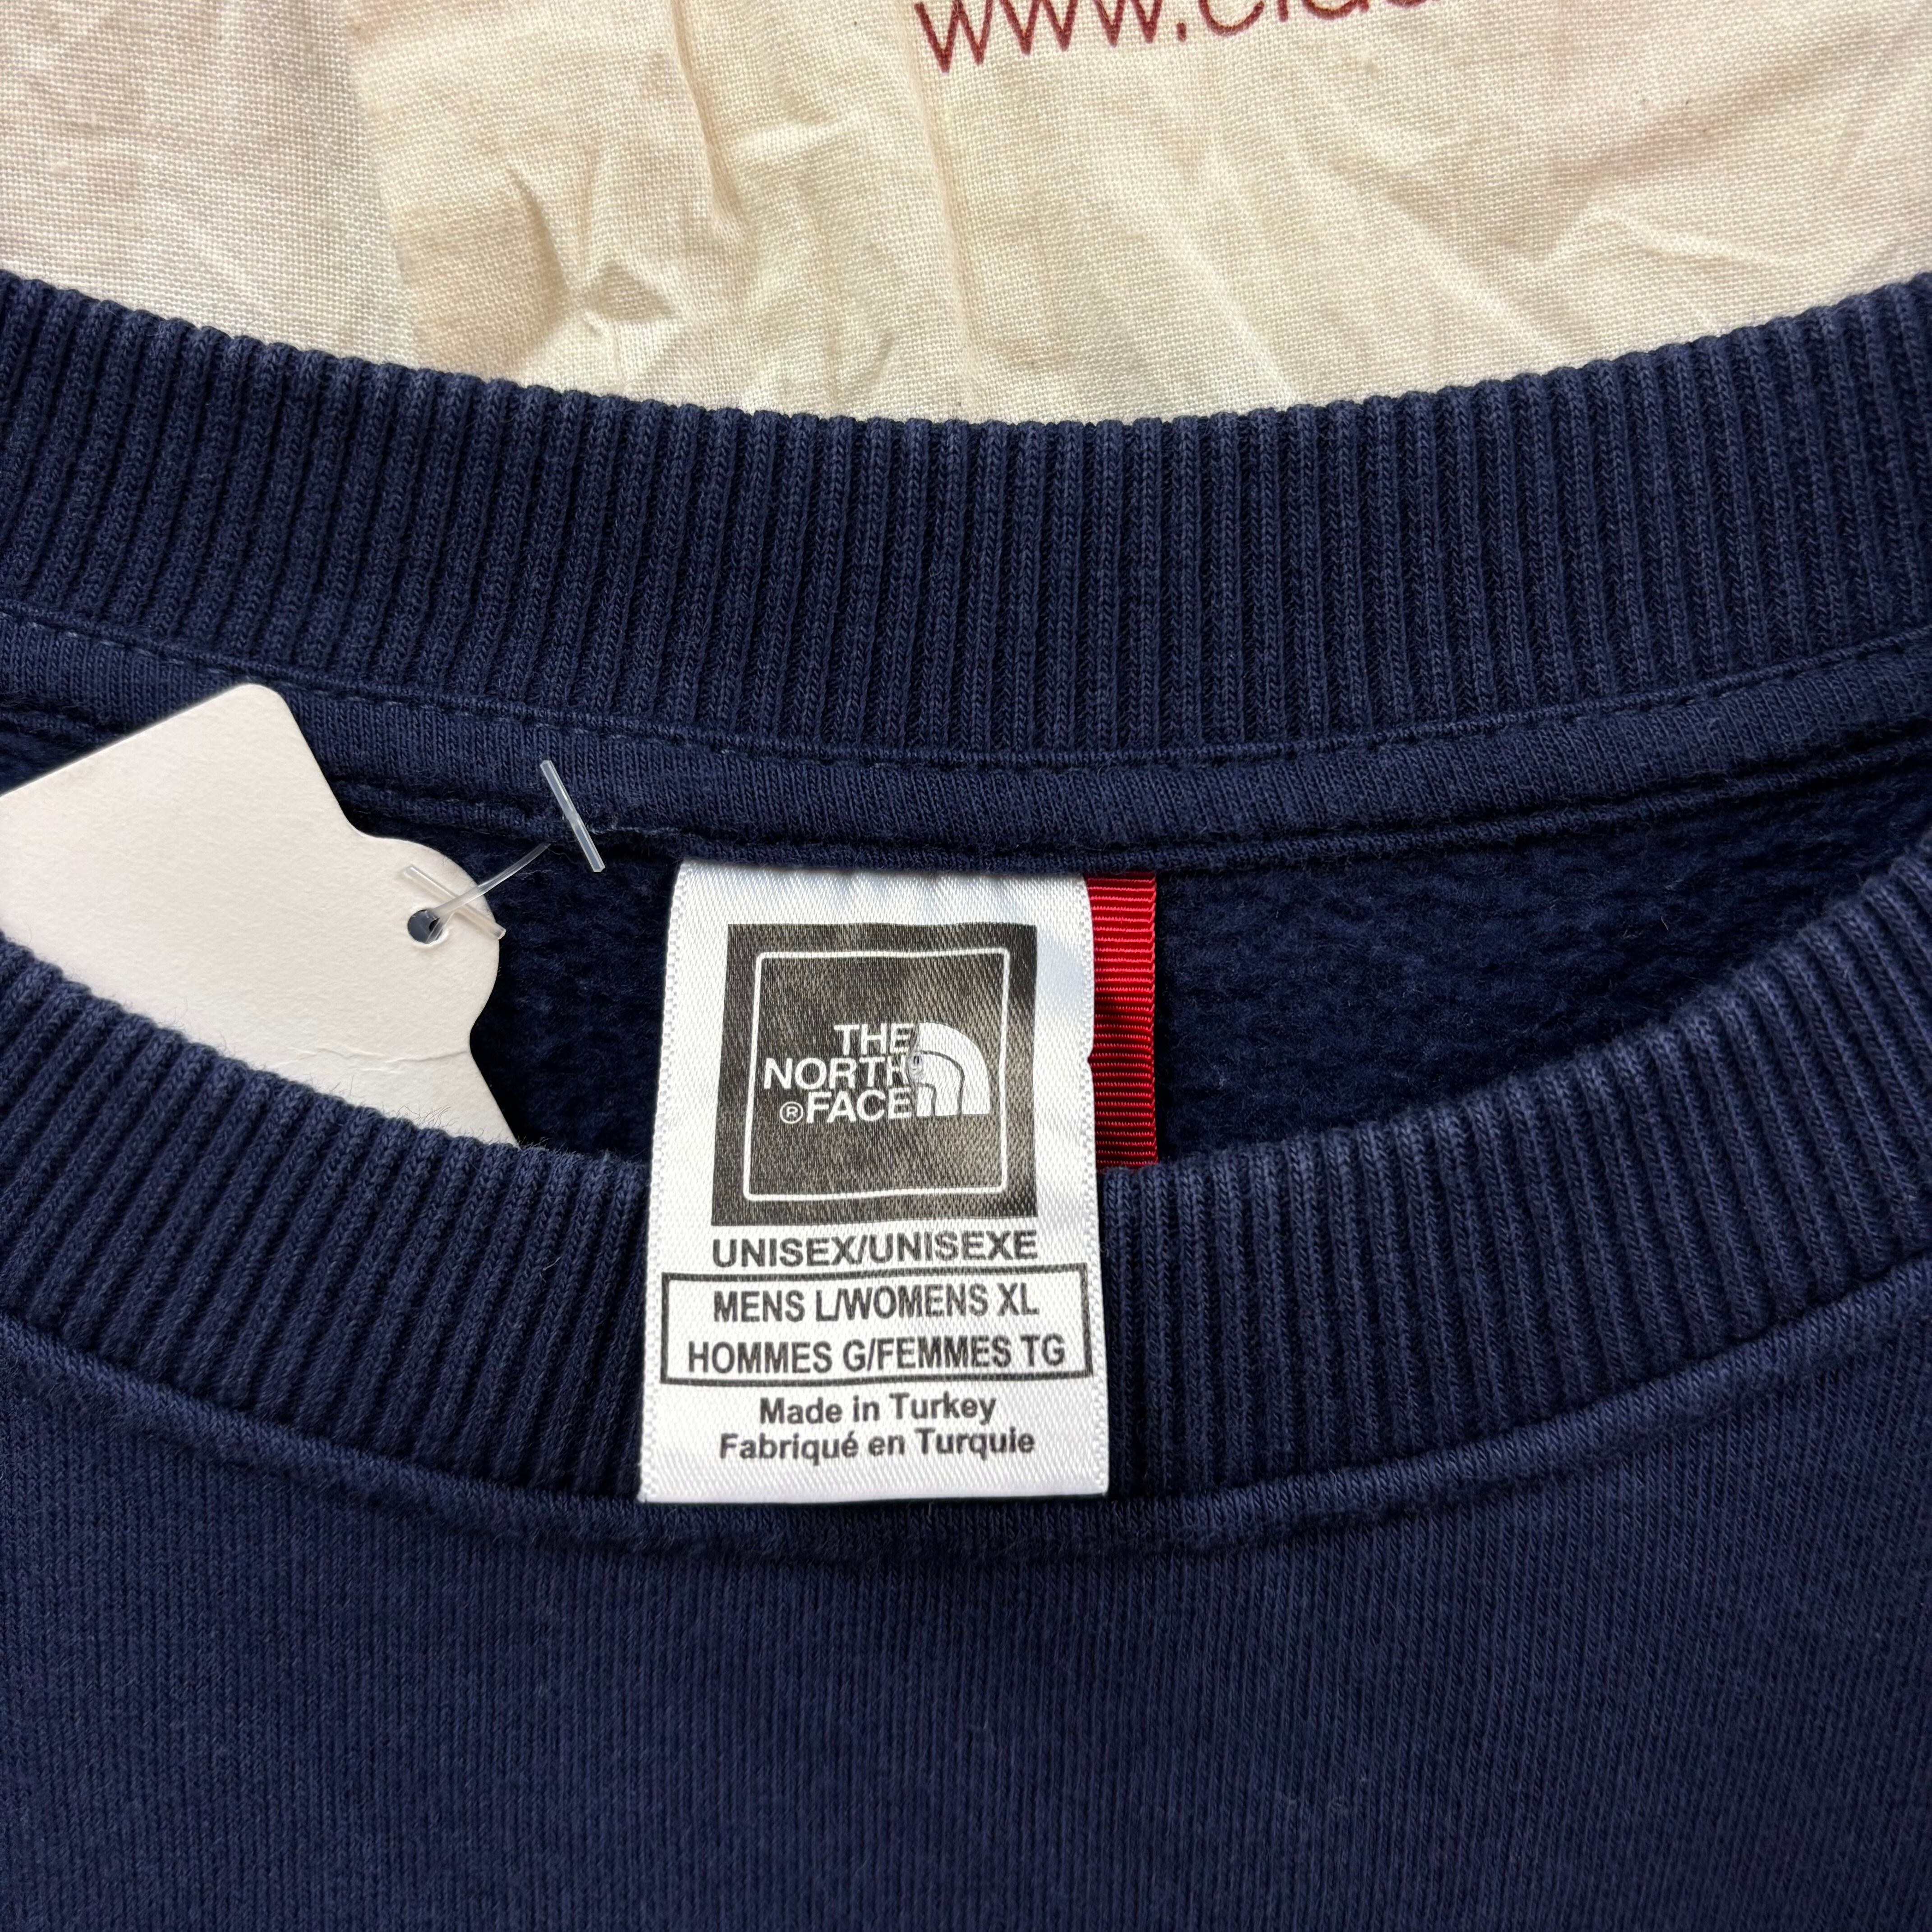 THE
NORTH
®FACE
UNISEX/UNISEXE
MENS L/WOMENS XL
HOMMES G/FEMMES TG
Made in Turkey
Fabriqué en Turquie